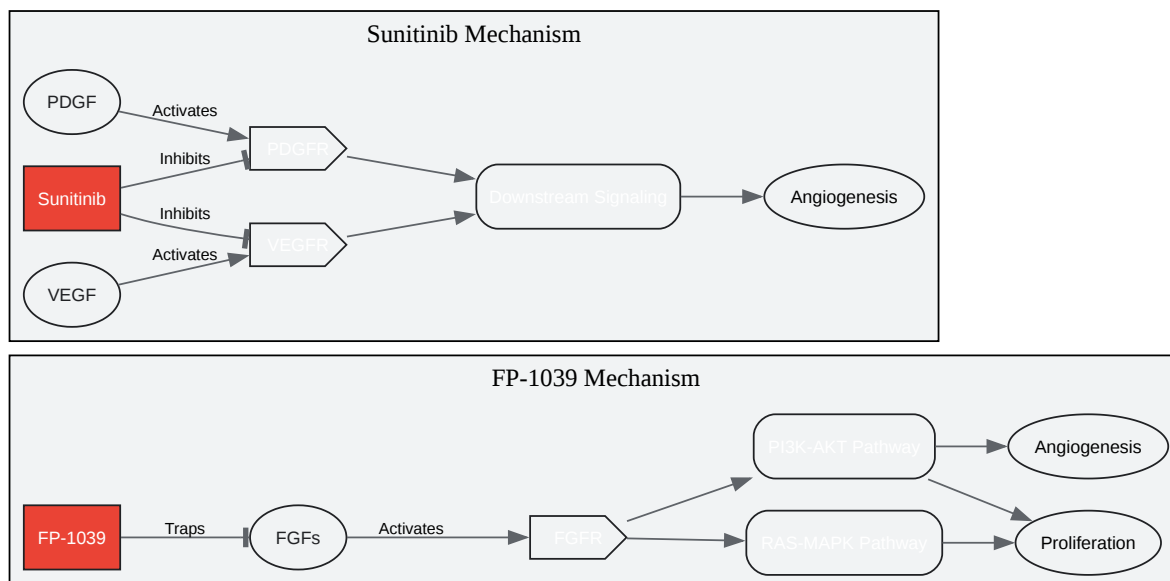 Sunitinib Mechanism
PDGF
Activates
PDGFR
Inhibits
Sunitinib
Downstream Signaling
Angiogenesis
Inhibits
VEGFR
Activates
VEGF
FP-1039 Mechanism
PI3K-AKT Pathway
Angiogenesis
FP-1039
Traps
FGFs
Activates
FGFR
RAS-MAPK Pathway
Proliferation